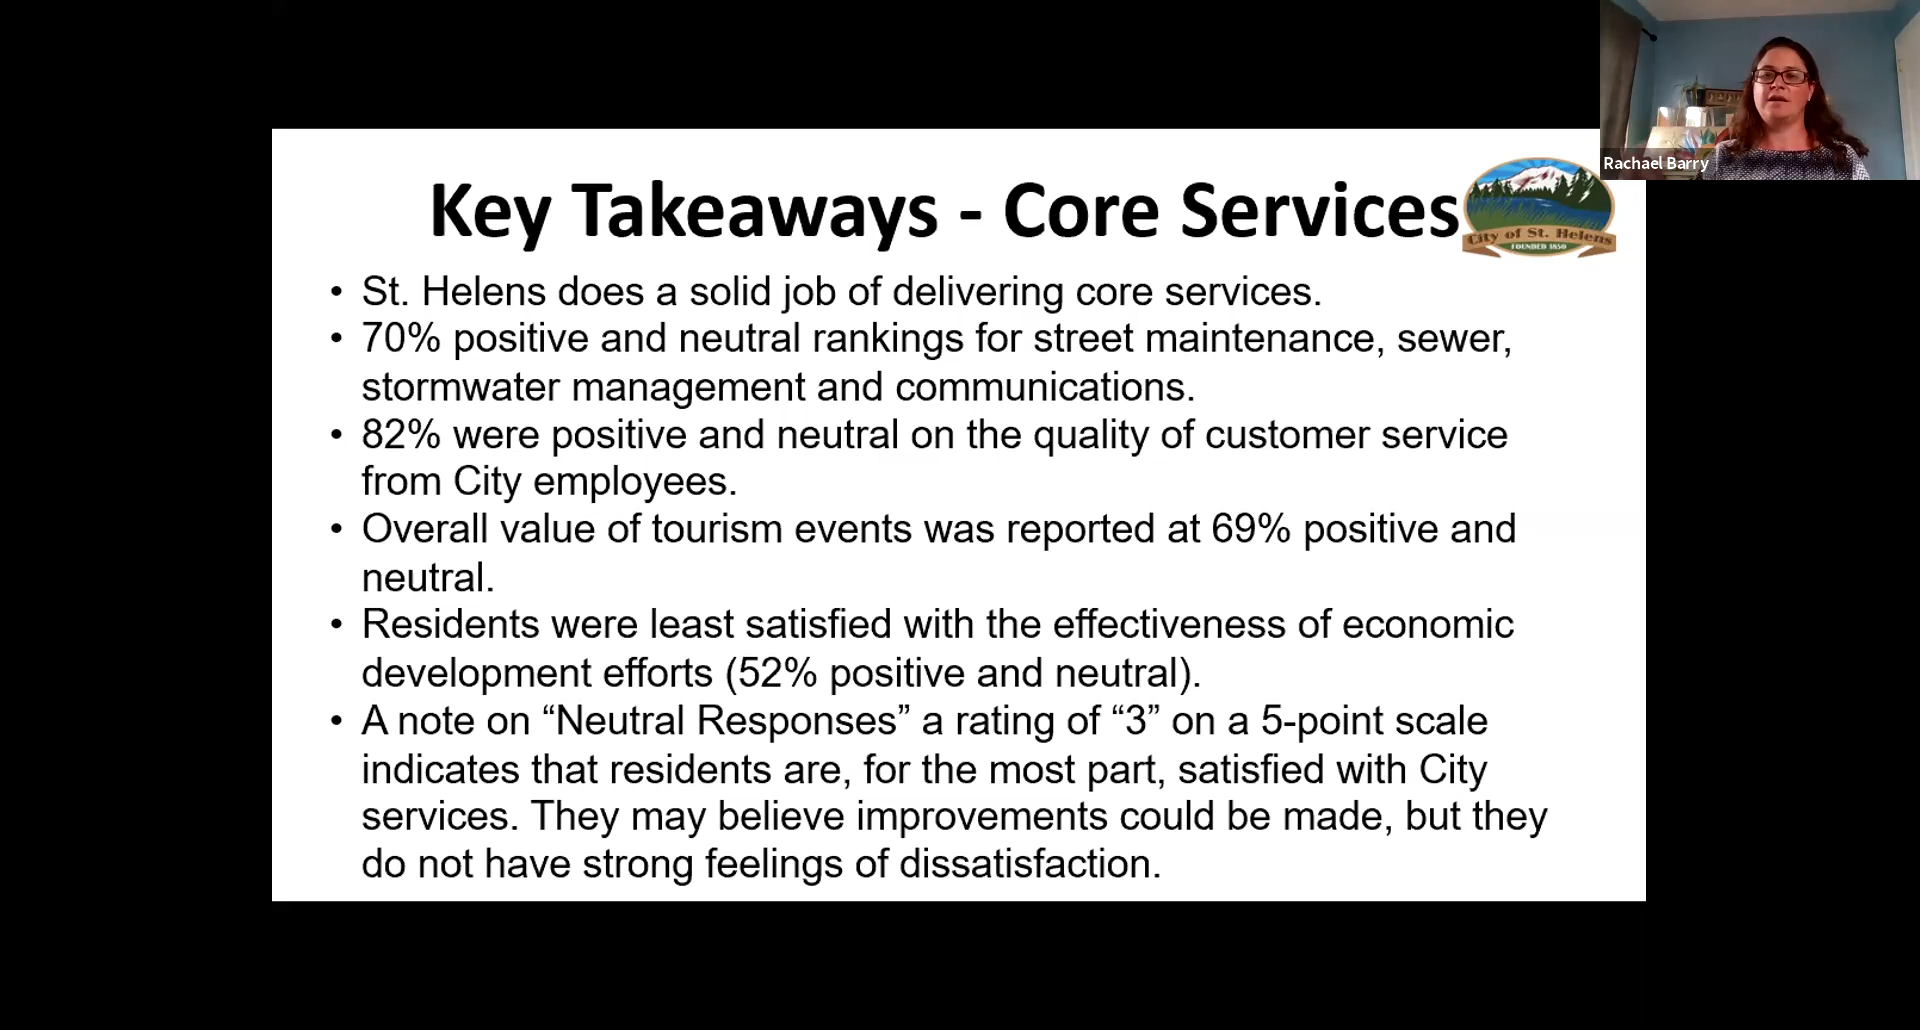 Rachael Barry
Key Takeaways - Core Services
City of St. Helens
FOUNDED 1850
• St. Helens does a solid job of delivering core services.
• 70% positive and neutral rankings for street maintenance, sewer,
stormwater management and communications.
• 82% were positive and neutral on the quality of customer service
from City employees.
• Overall value of tourism events was reported at 69% positive and
neutral.
• Residents were least satisfied with the effectiveness of economic
development efforts (52% positive and neutral).
• A note on “Neutral Responses” a rating of “3” on a 5-point scale
indicates that residents are, for the most part, satisfied with City
services. They may believe improvements could be made, but they
do not have strong feelings of dissatisfaction.